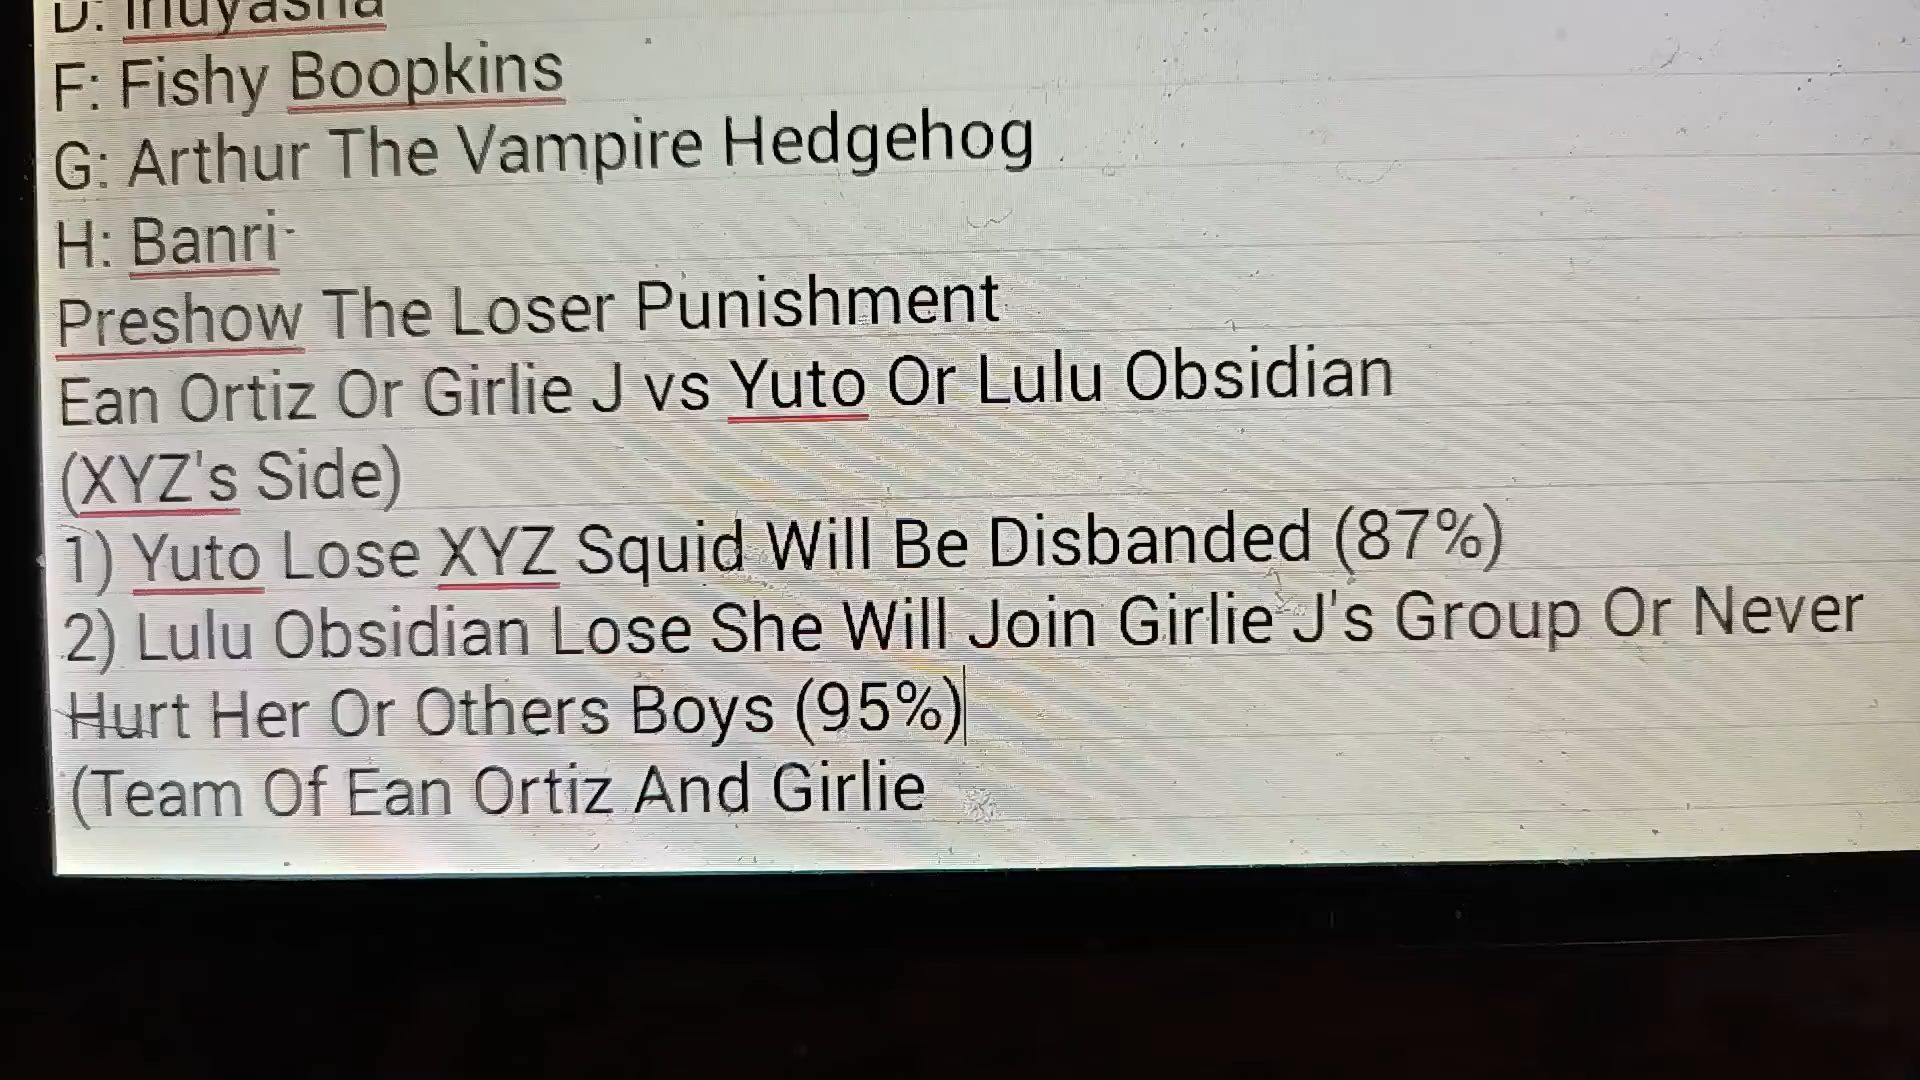 D: Inuyasha
F: Fishy Boopkins
G: Arthur The Vampire Hedgehog
H: Banri
Preshow The Loser Punishment
Ean Ortiz Or Girlie J vs Yuto Or Lulu Obsidian
(XYZ's Side)
1) Yuto Lose XYZ Squid Will Be Disbanded (87%)
2) Lulu Obsidian Lose She Will Join Girlie J's Group Or Never
Hurt Her Or Others Boys (95%)
(Team Of Ean Ortiz And Girlie